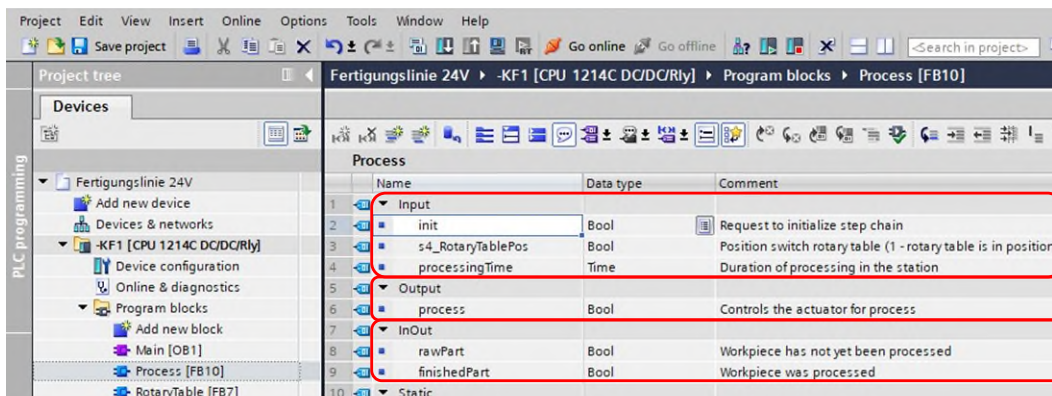 Project Edit View Insert Online Options Tools Window Help
Save project Go online Go offline <Search in project>
Project tree
Fertigungslinie 24V ▸ -KF1 [CPU 1214C DC/DC/Rly] ▸ Program blocks ▸ Process [FB10]
Devices
PLC programming
Fertigungslinie 24V
Add new device
Devices & networks
-KF1 [CPU 1214C DC/DC/Rly]
Device configuration
Online & diagnostics
Program blocks
Add new block
Main [OB1]
Process [FB10]
RotaryTable [FB7]
Process
Name Data type Comment
1 Input
2 init Bool Request to initialize step chain
3 s4_RotaryTablePos Bool Position switch rotary table (1 - rotary table is in position
4 processingTime Time Duration of processing in the station
5 Output
6 process Bool Controls the actuator for process
7 InOut
8 rawPart Bool Workpiece has not yet been processed
9 finishedPart Bool Workpiece was processed
10 Static